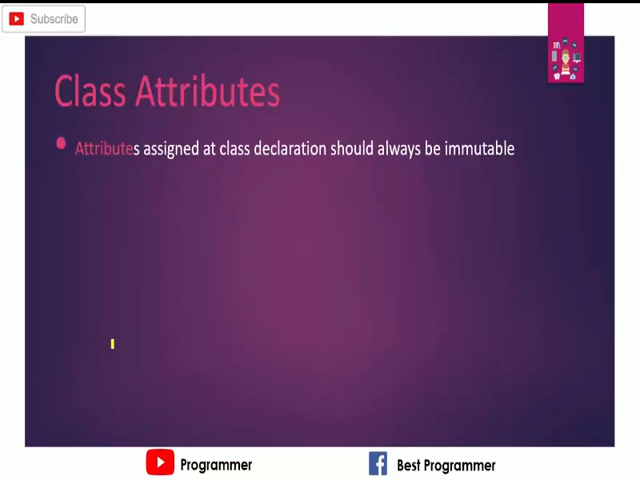 Subscribe
Class Attributes
Attributes assigned at class declaration should always be immutable
Programmer
Best Programmer